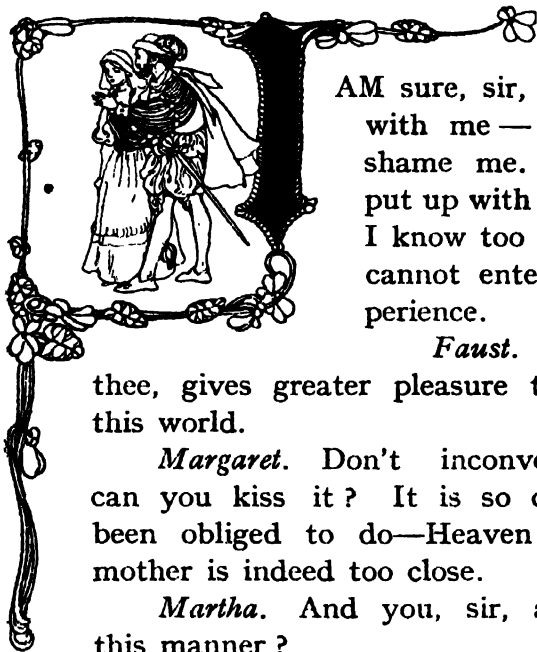 I AM sure, sir,
with me —
shame me.
put up with
I know too
cannot ente
perience.
Faust.
thee, gives greater pleasure t
this world.
Margaret. Don't inconve
can you kiss it? It is so c
been obliged to do—Heaven
mother is indeed too close.
Martha. And you, sir, a
this manner?